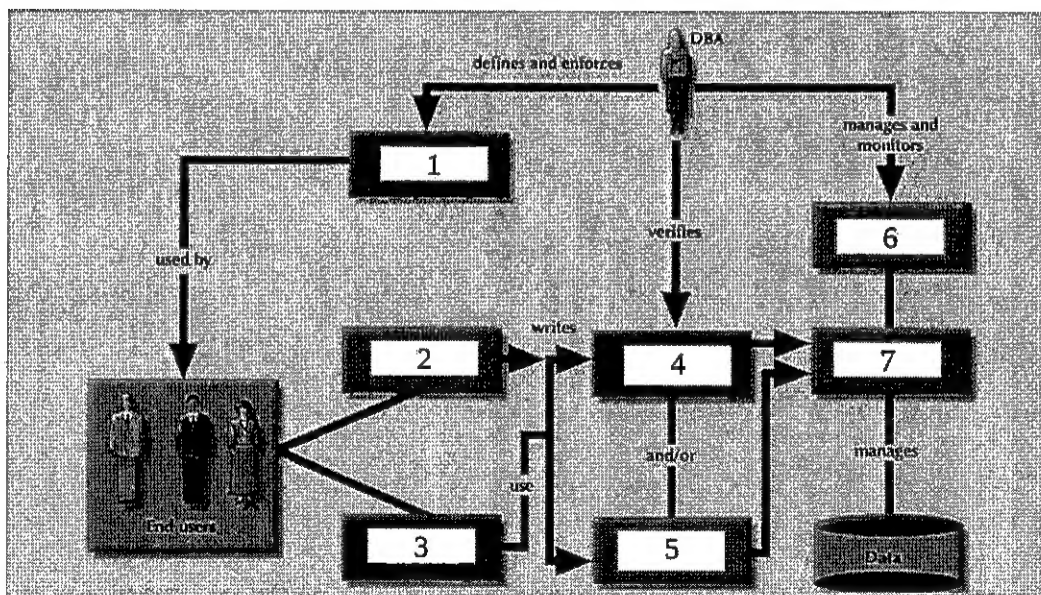 DBA
defines and enforces
manages and
monitors
1
6
verifies
used by
writes
2
4
7
and/or
manages
use
End users
3
5
Data